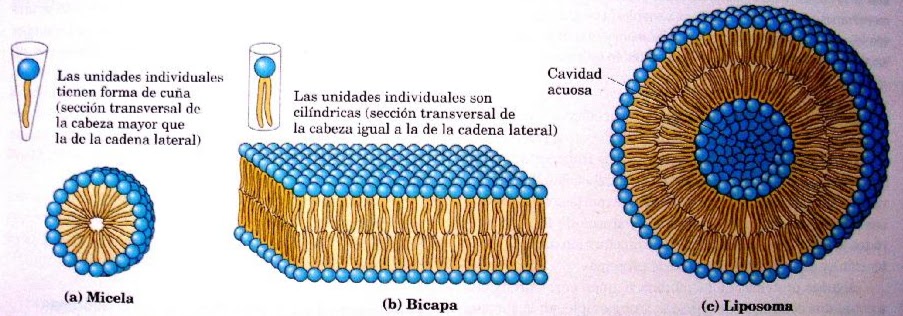 Las unidades individuales
tienen forma de cuña
(sección transversal de
la cabeza mayor que
la de la cadena lateral)
(a) Micela
Las unidades individuales son
cilíndricas (sección transversal de
la cabeza igual a la de la cadena lateral)
(b) Bicapa
Cavidad
acuosa
(c) Liposoma